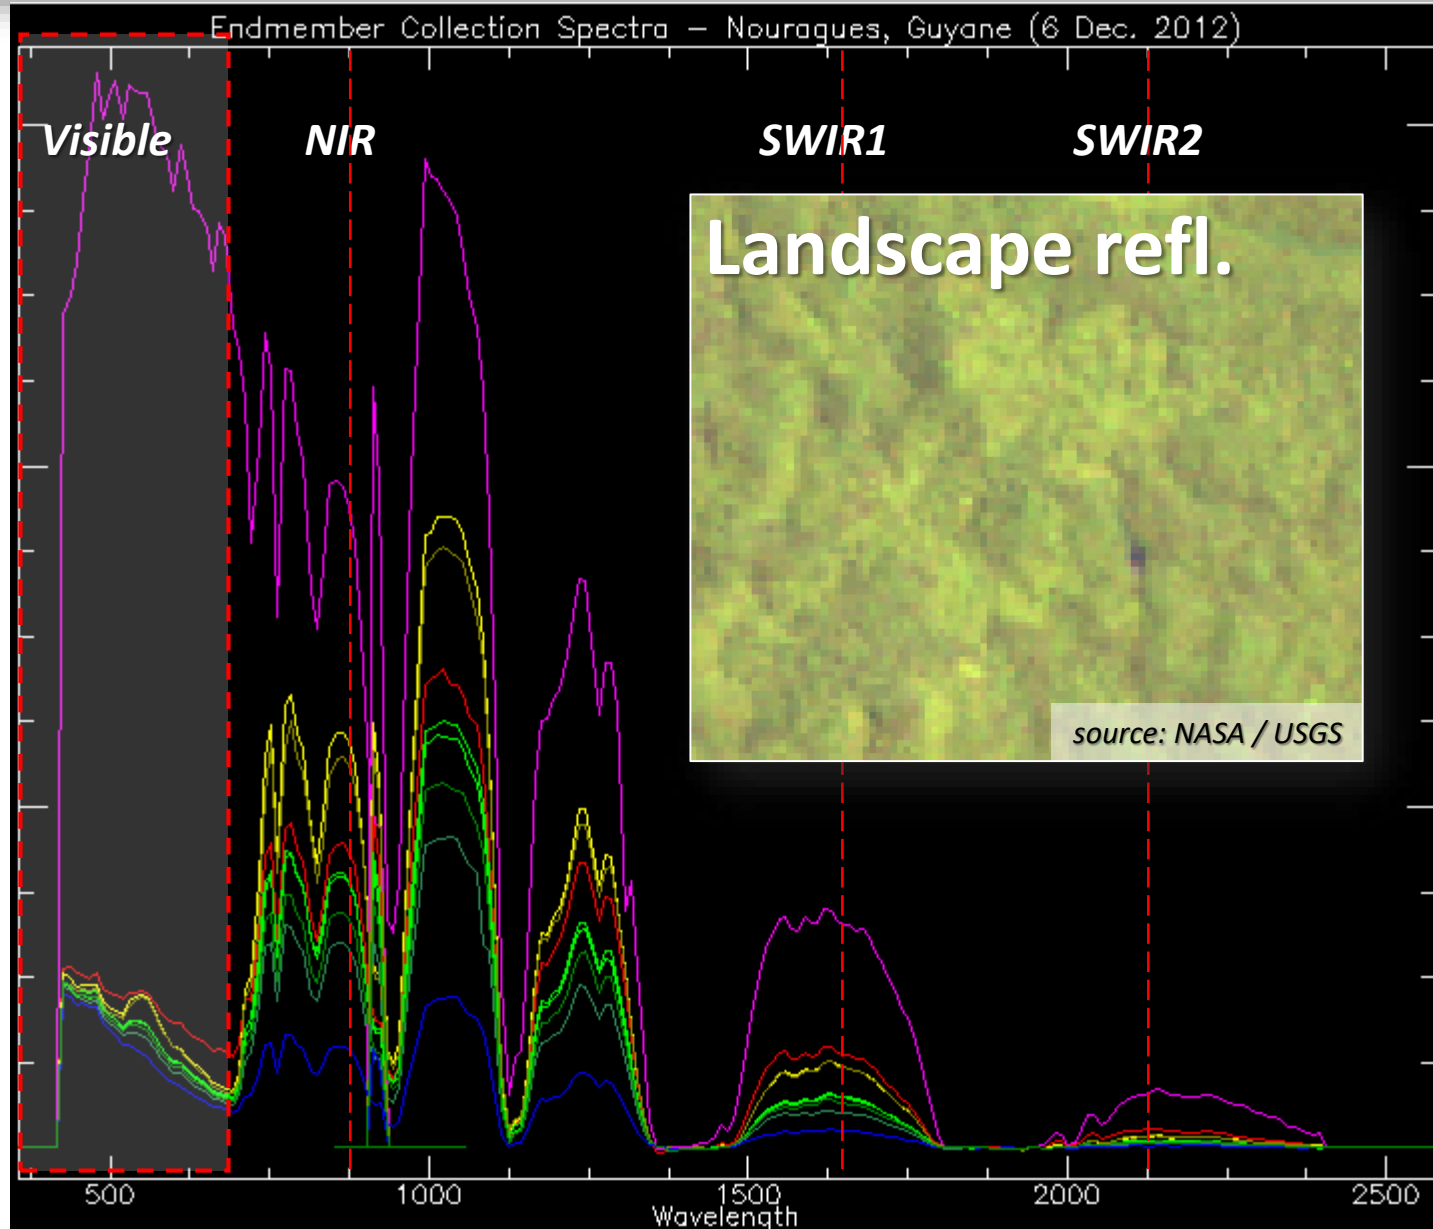 Endmember Collection Spectra – Nouragues, Guyane (6 Dec. 2012)
Visible
NIR
SWIR1
SWIR2
Landscape refl.
source: NASA / USGS
500
1000
1500
2000
2500
Wavelength